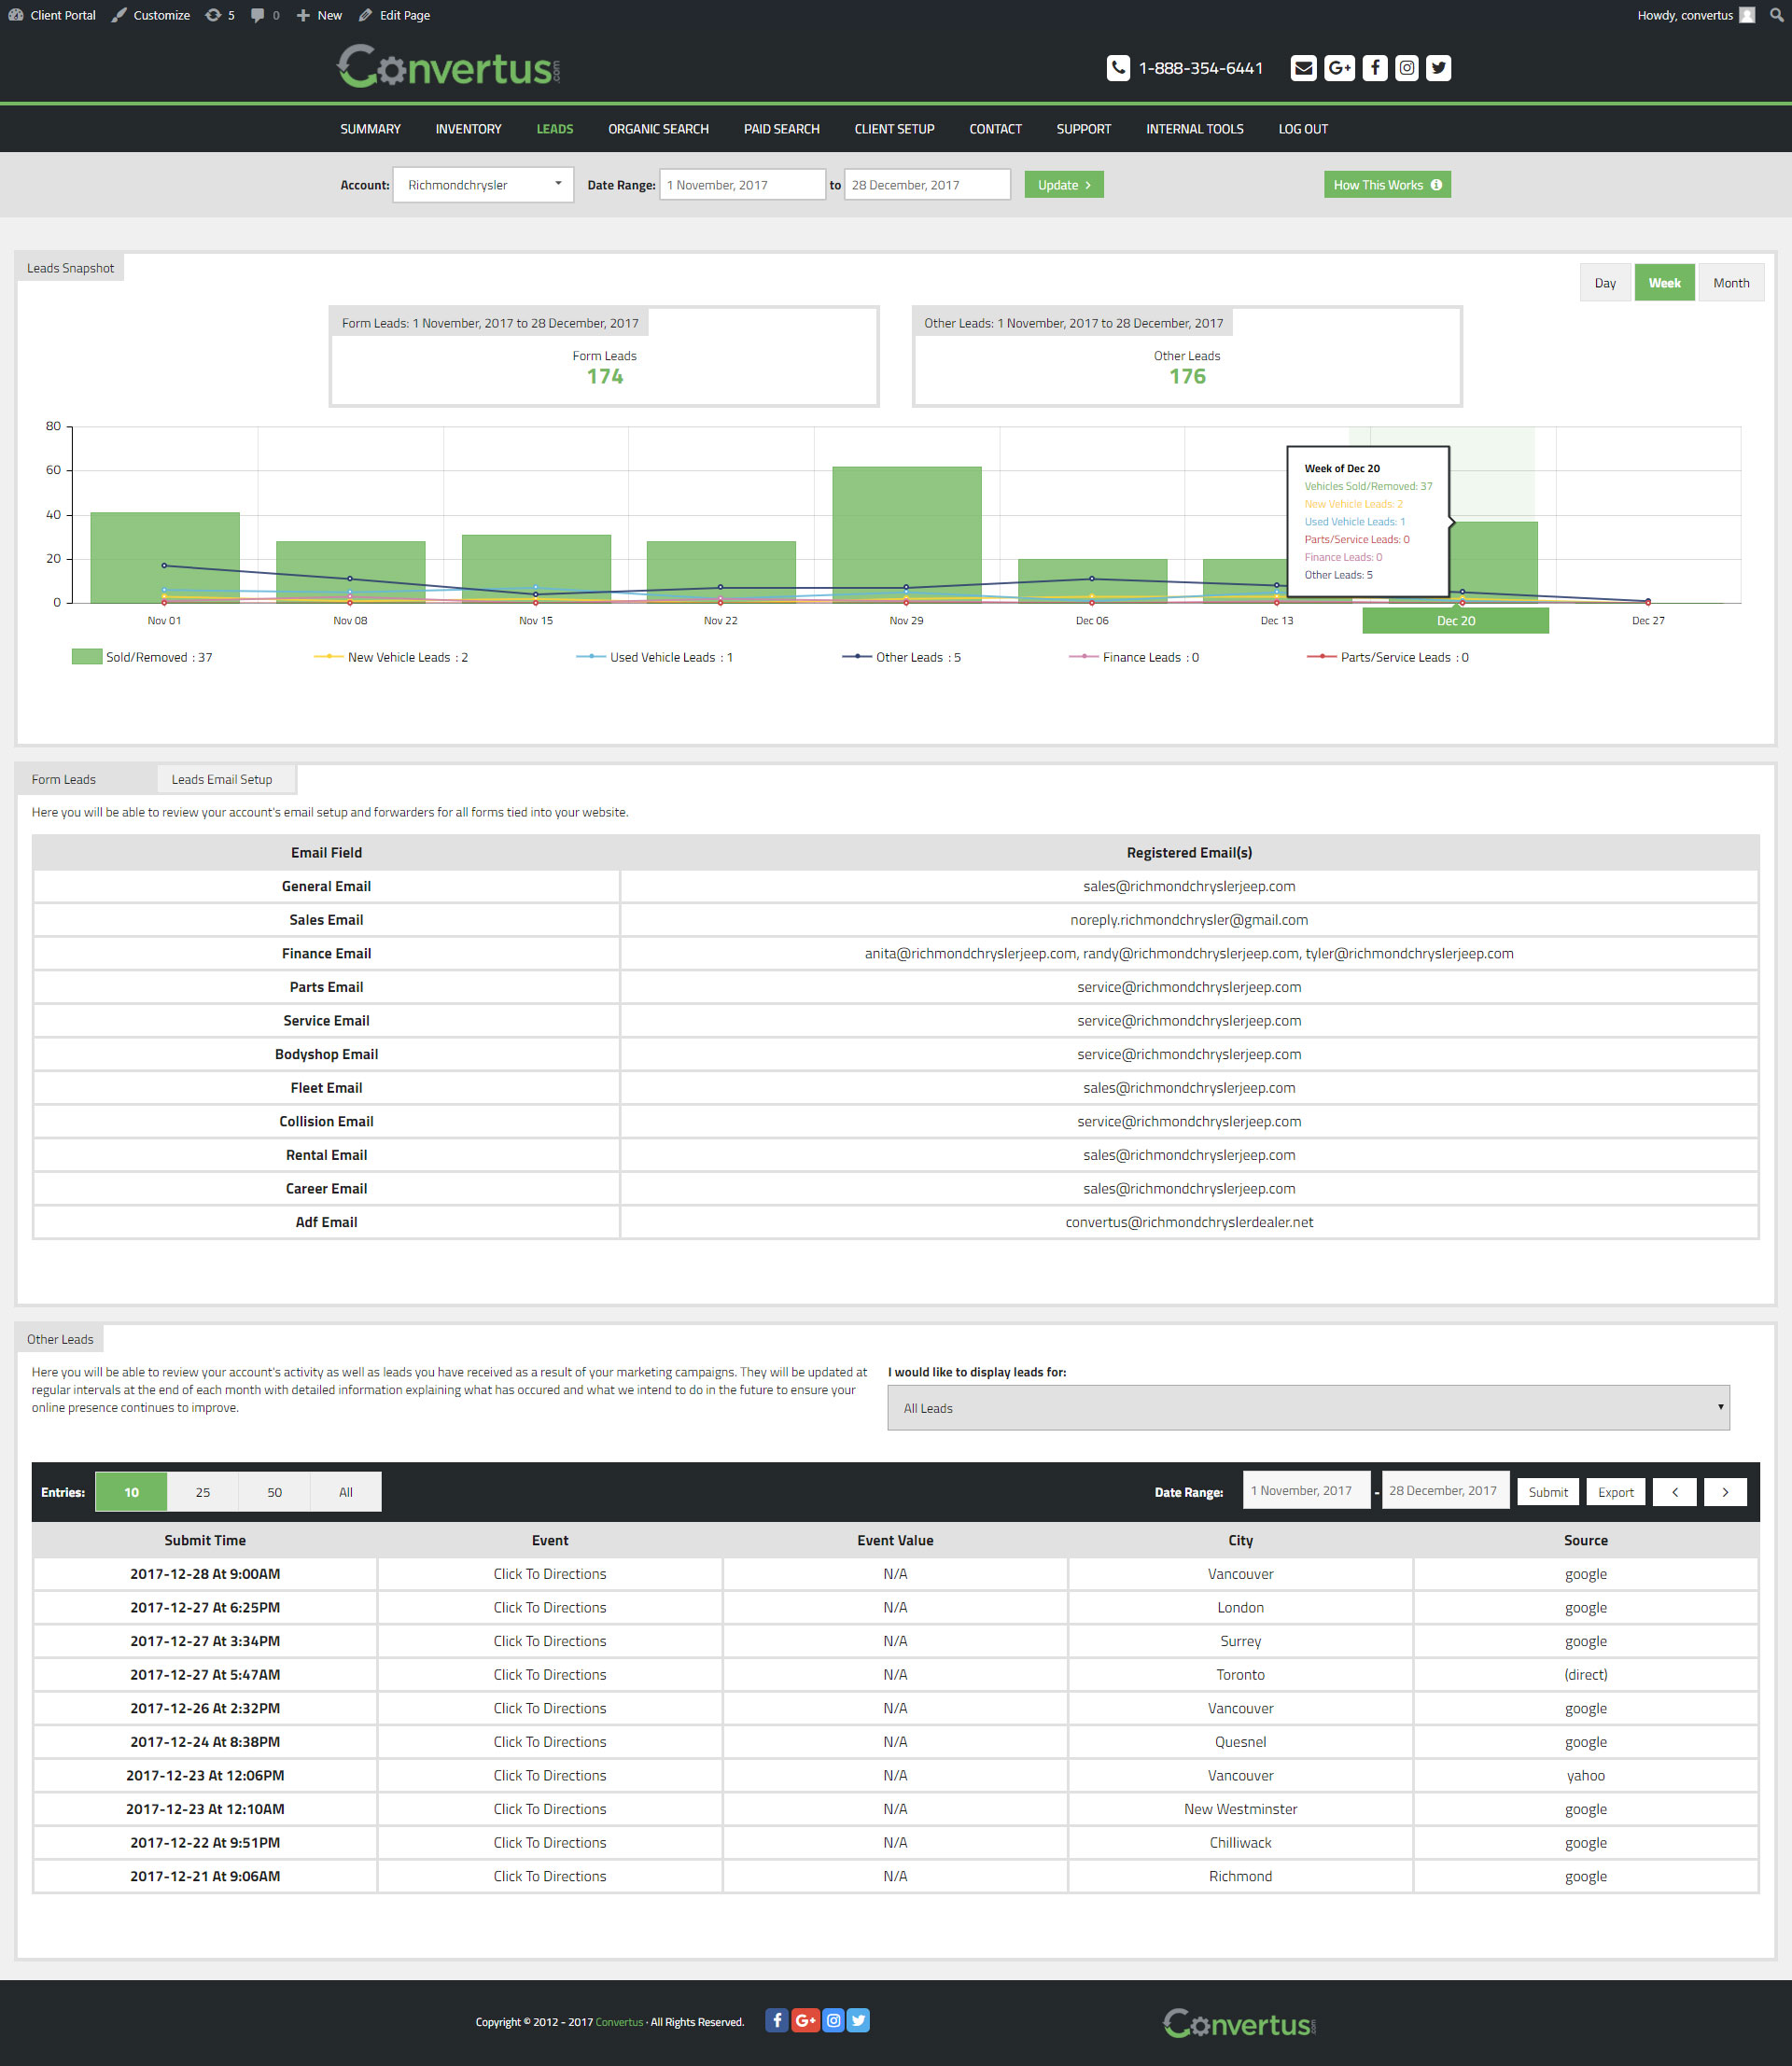 Client Portal Customize 5 0 New Edit Page Howdy, convertus
Convertus.com 1-888-354-6441
SUMMARY INVENTORY LEADS ORGANIC SEARCH PAID SEARCH CLIENT SETUP CONTACT SUPPORT INTERNAL TOOLS LOG OUT
Account: Richmondchrysler Date Range: 1 November, 2017 to 28 December, 2017 Update How This Works
Leads Snapshot
Day Week Month
Form Leads: 1 November, 2017 to 28 December, 2017
Form Leads
174
Other Leads: 1 November, 2017 to 28 December, 2017
Other Leads
176
80
60
40
20
0
Week of Dec 20
Vehicles Sold/Removed: 37
New Vehicle Leads: 2
Used Vehicle Leads: 1
Parts/Service Leads: 0
Finance Leads: 0
Other Leads: 5
Nov 01 Nov 08 Nov 15 Nov 22 Nov 29 Dec 06 Dec 13 Dec 20 Dec 27
Sold/Removed : 37 New Vehicle Leads : 2 Used Vehicle Leads : 1 Other Leads : 5 Finance Leads : 0 Parts/Service Leads : 0
Form Leads Leads Email Setup
Here you will be able to review your account's email setup and forwarders for all forms tied into your website.
Email Field Registered Email(s)
General Email sales@richmondchryslerjeep.com
Sales Email noreply.richmondchrysler@gmail.com
Finance Email anita@richmondchryslerjeep.com, randy@richmondchryslerjeep.com, tyler@richmondchryslerjeep.com
Parts Email service@richmondchryslerjeep.com
Service Email service@richmondchryslerjeep.com
Bodyshop Email service@richmondchryslerjeep.com
Fleet Email sales@richmondchryslerjeep.com
Collision Email service@richmondchryslerjeep.com
Rental Email sales@richmondchryslerjeep.com
Career Email sales@richmondchryslerjeep.com
Adf Email convertus@richmondchryslerdealer.net
Other Leads
Here you will be able to review your account's activity as well as leads you have received as a result of your marketing campaigns. They will be updated at
regular intervals at the end of each month with detailed information explaining what has occured and what we intend to do in the future to ensure your
online presence continues to improve.
I would like to display leads for:
All Leads
Entries: 10 25 50 All Date Range: 1 November, 2017 - 28 December, 2017 Submit Export < >
Submit Time Event Event Value City Source
2017-12-28 At 9:00AM Click To Directions N/A Vancouver google
2017-12-27 At 6:25PM Click To Directions N/A London google
2017-12-27 At 3:34PM Click To Directions N/A Surrey google
2017-12-27 At 5:47AM Click To Directions N/A Toronto (direct)
2017-12-26 At 2:32PM Click To Directions N/A Vancouver google
2017-12-24 At 8:38PM Click To Directions N/A Quesnel google
2017-12-23 At 12:06PM Click To Directions N/A Vancouver yahoo
2017-12-23 At 12:10AM Click To Directions N/A New Westminster google
2017-12-22 At 9:51PM Click To Directions N/A Chilliwack google
2017-12-21 At 9:06AM Click To Directions N/A Richmond google
Copyright © 2012 - 2017 Convertus · All Rights Reserved. Convertus.com